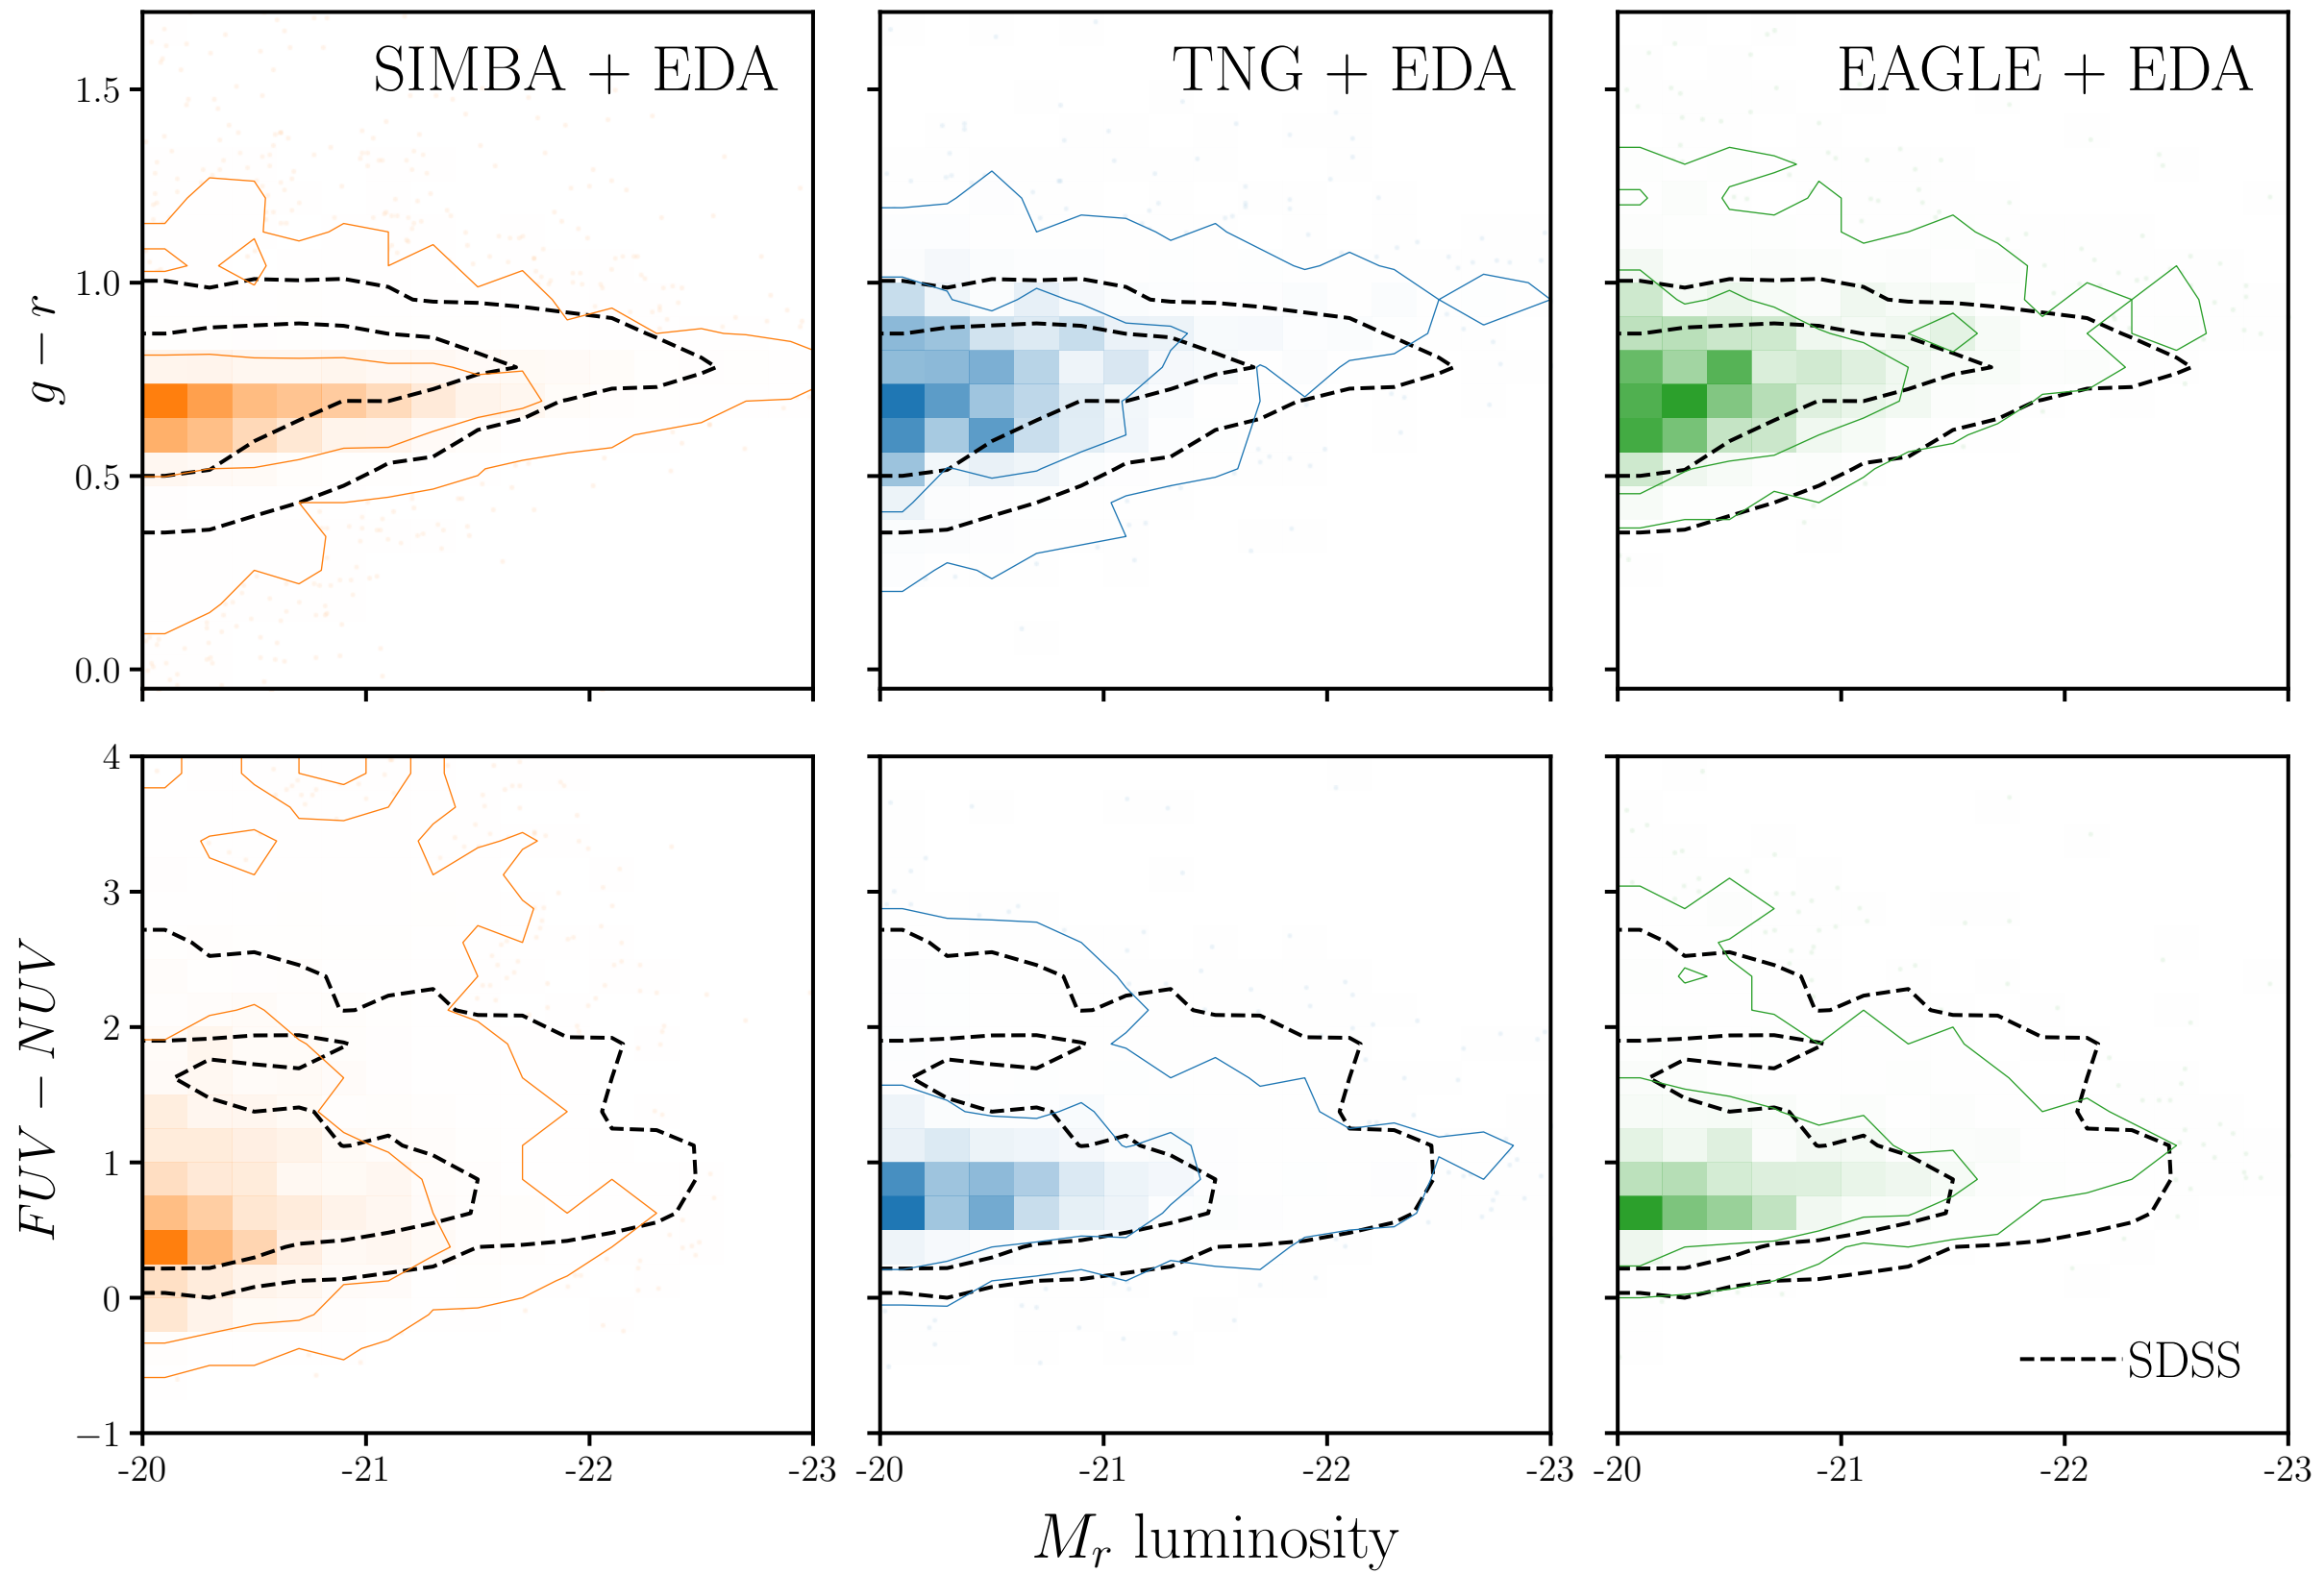 SIMBA + EDA
TNG + EDA
EAGLE + EDA
1.5
1.0
0.5
0.0
g − r
4
3
2
1
0
−1
FUV − NUV
SDSS
-20 -21 -22 -23
-20 -21 -22 -23
-20 -21 -22 -23
M_r luminosity